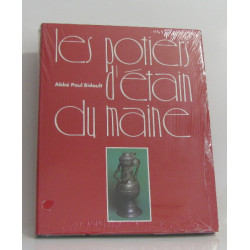 les potiers
d'étain
Abbé Paul Bidault
du maine